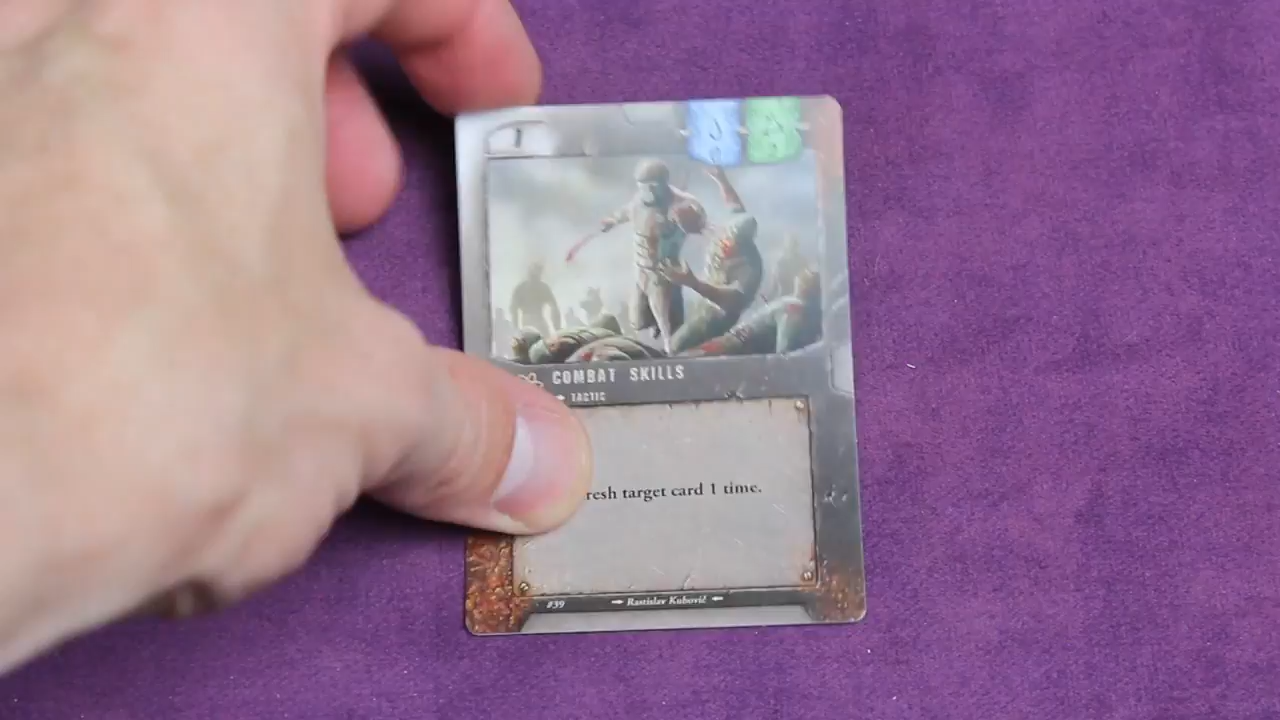 1
COMBAT SKILLS
TACTIC
resh target card 1 time.
#39 Rastislav Kubovič